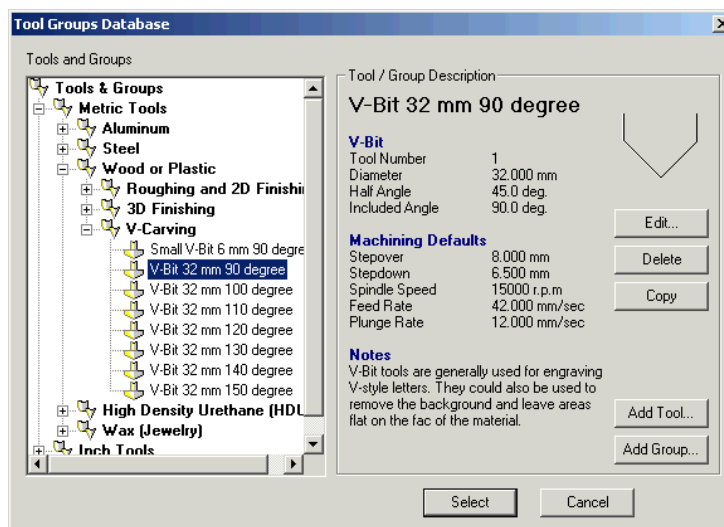 Tool Groups Database
Tools and Groups
Tools & Groups
Metric Tools
Aluminum
Steel
Wood or Plastic
Roughing and 2D Finishi
3D Finishing
V-Carving
Small V-Bit 6 mm 90 degre
V-Bit 32 mm 90 degree
V-Bit 32 mm 100 degree
V-Bit 32 mm 110 degree
V-Bit 32 mm 120 degree
V-Bit 32 mm 130 degree
V-Bit 32 mm 140 degree
V-Bit 32 mm 150 degree
High Density Urethane (HDU
Wax (Jewelry)
Inch Tools
Tool / Group Description
V-Bit 32 mm 90 degree
V-Bit
Tool Number 1
Diameter 32.000 mm
Half Angle 45.0 deg.
Included Angle 90.0 deg.
Machining Defaults
Stepover 8.000 mm
Stepdown 6.500 mm
Spindle Speed 15000 r.p.m
Feed Rate 42.000 mm/sec
Plunge Rate 12.000 mm/sec
Notes
V-Bit tools are generally used for engraving
V-style letters. They could also be used to
remove the background and leave areas
flat on the fac of the material.
Edit...
Delete
Copy
Add Tool...
Add Group...
Select
Cancel